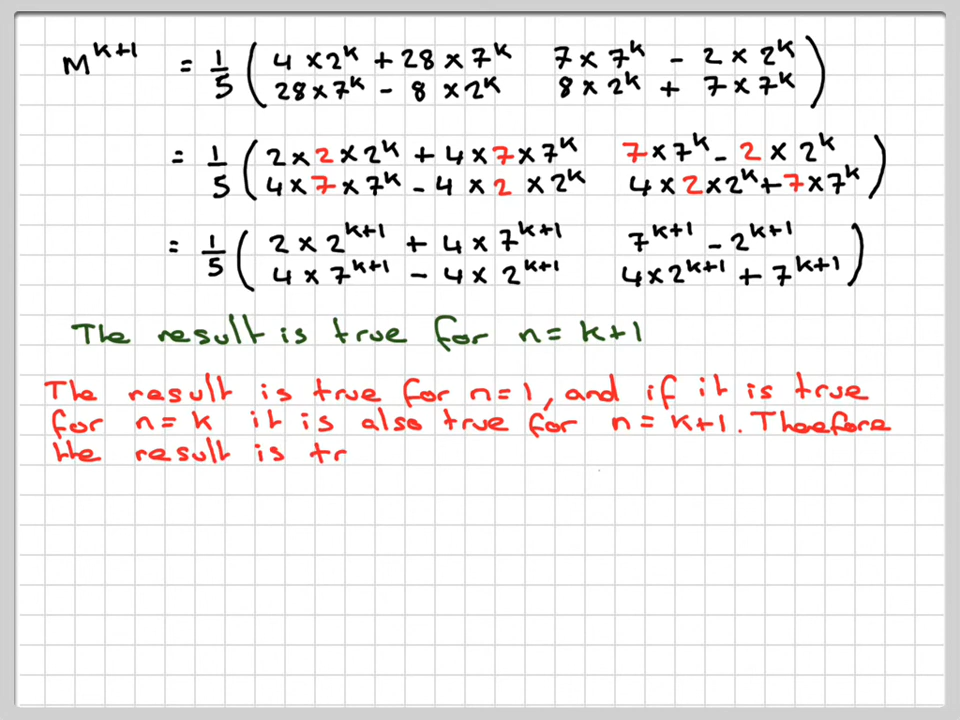 M^{k+1} = 1/5 ( 4 × 2^k + 28 × 7^k    7 × 7^k - 2 × 2^k )
( 28 × 7^k - 8 × 2^k    8 × 2^k + 7 × 7^k )
= 1/5 ( 2 × 2 × 2^k + 4 × 7 × 7^k    7 × 7^k - 2 × 2^k )
( 4 × 7 × 7^k - 4 × 2 × 2^k    4 × 2 × 2^k + 7 × 7^k )
= 1/5 ( 2 × 2^{k+1} + 4 × 7^{k+1}    7^{k+1} - 2^{k+1} )
( 4 × 7^{k+1} - 4 × 2^{k+1}    4 × 2^{k+1} + 7^{k+1} )
The result is true for n = k+1
The result is true for n = 1, and if it is true
for n = k it is also true for n = k+1. Therefore
the result is tr